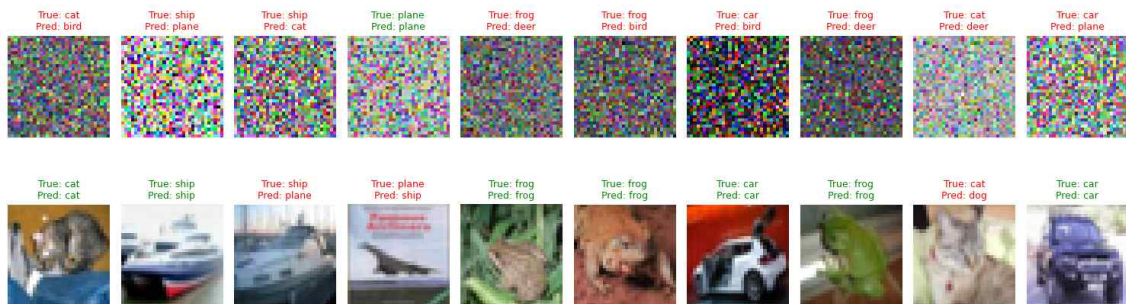 True: cat
Pred: bird
True: ship
Pred: plane
True: ship
Pred: cat
True: plane
Pred: plane
True: frog
Pred: deer
True: frog
Pred: bird
True: car
Pred: bird
True: frog
Pred: deer
True: cat
Pred: deer
True: car
Pred: plane
True: cat
Pred: cat
True: ship
Pred: ship
True: ship
Pred: plane
True: plane
Pred: ship
True: frog
Pred: frog
True: frog
Pred: frog
True: car
Pred: car
True: frog
Pred: frog
True: cat
Pred: dog
True: car
Pred: car